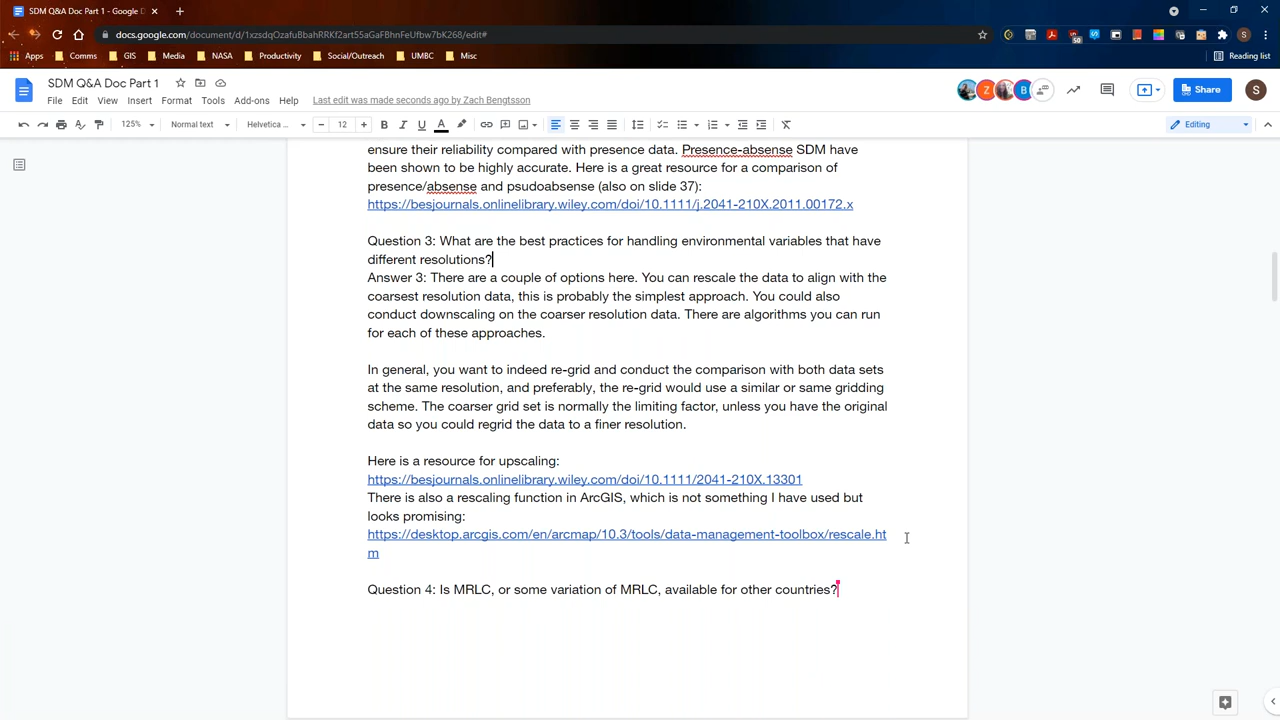 SDM Q&A Doc Part 1 - Google D
docs.google.com/document/d/1xzsdqOzafuBbahRRKf2art55aGaFBhnFeUfbw7bK268/edit#
Apps Comms GIS Media NASA Productivity Social/Outreach UMBC Misc Reading list
SDM Q&A Doc Part 1
File Edit View Insert Format Tools Add-ons Help Last edit was made seconds ago by Zach Bengtsson
Z B Share S
125% Normal text Helvetica ... 12 B I U A Editing
ensure their reliability compared with presence data. Presence-absense SDM have
been shown to be highly accurate. Here is a great resource for a comparison of
presence/absense and psudoabsense (also on slide 37):
https://besjournals.onlinelibrary.wiley.com/doi/10.1111/j.2041-210X.2011.00172.x
Question 3: What are the best practices for handling environmental variables that have
different resolutions?
Answer 3: There are a couple of options here. You can rescale the data to align with the
coarsest resolution data, this is probably the simplest approach. You could also
conduct downscaling on the coarser resolution data. There are algorithms you can run
for each of these approaches.
In general, you want to indeed re-grid and conduct the comparison with both data sets
at the same resolution, and preferably, the re-grid would use a similar or same gridding
scheme. The coarser grid set is normally the limiting factor, unless you have the original
data so you could regrid the data to a finer resolution.
Here is a resource for upscaling:
https://besjournals.onlinelibrary.wiley.com/doi/10.1111/2041-210X.13301
There is also a rescaling function in ArcGIS, which is not something I have used but
looks promising:
https://desktop.arcgis.com/en/arcmap/10.3/tools/data-management-toolbox/rescale.ht
m
Question 4: Is MRLC, or some variation of MRLC, available for other countries?